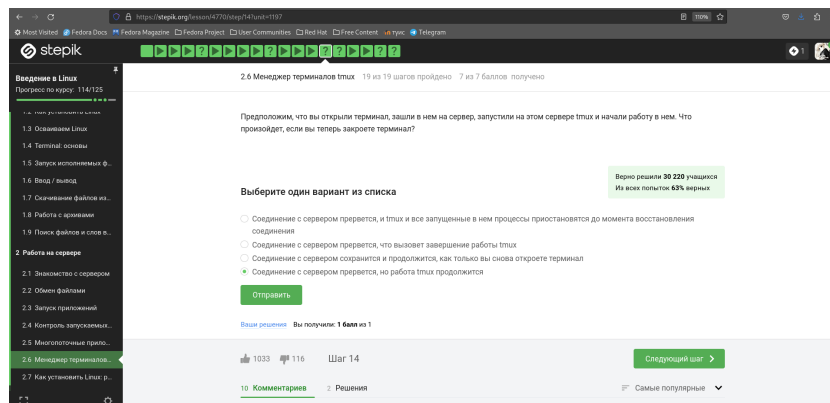 https://stepik.org/lesson/4770/step/14?unit=1197
110%
Most Visited Fedora Docs Fedora Magazine Fedora Project User Communities Red Hat Free Content Telegram
stepik
1
Введение в Linux
Прогресс по курсу: 114/125
1.3 Осваиваем Linux
1.4 Terminal: основы
1.5 Запуск исполняемых ф...
1.6 Ввод / вывод
1.7 Скачивание файлов из...
1.8 Работа с архивами
1.9 Поиск файлов и слов в...
2 Работа на сервере
2.1 Знакомство с сервером
2.2 Обмен файлами
2.3 Запуск приложений
2.4 Контроль запускаемых...
2.5 Многопоточные прило...
2.6 Менеджер терминалов...
2.7 Как установить Linux: р...
2.6 Менеджер терминалов tmux 19 из 19 шагов пройдено 7 из 7 баллов получено
Предположим, что вы открыли терминал, зашли в нем на сервер, запустили на этом сервере tmux и начали работу в нем. Что
произойдет, если вы теперь закроете терминал?
Верно решили 30 220 учащихся
Из всех попыток 63% верных
Выберите один вариант из списка
Соединение с сервером прервется, и tmux и все запущенные в нем процессы приостановятся до момента восстановления
соединения
Соединение с сервером прервется, что вызовет завершение работы tmux
Соединение с сервером сохранится и продолжится, как только вы снова откроете терминал
Соединение с сервером прервется, но работа tmux продолжится
Отправить
Ваши решения Вы получили: 1 балл из 1
1033 116 Шаг 14
Следующий шаг
10 Комментариев 2 Решения
Самые популярные